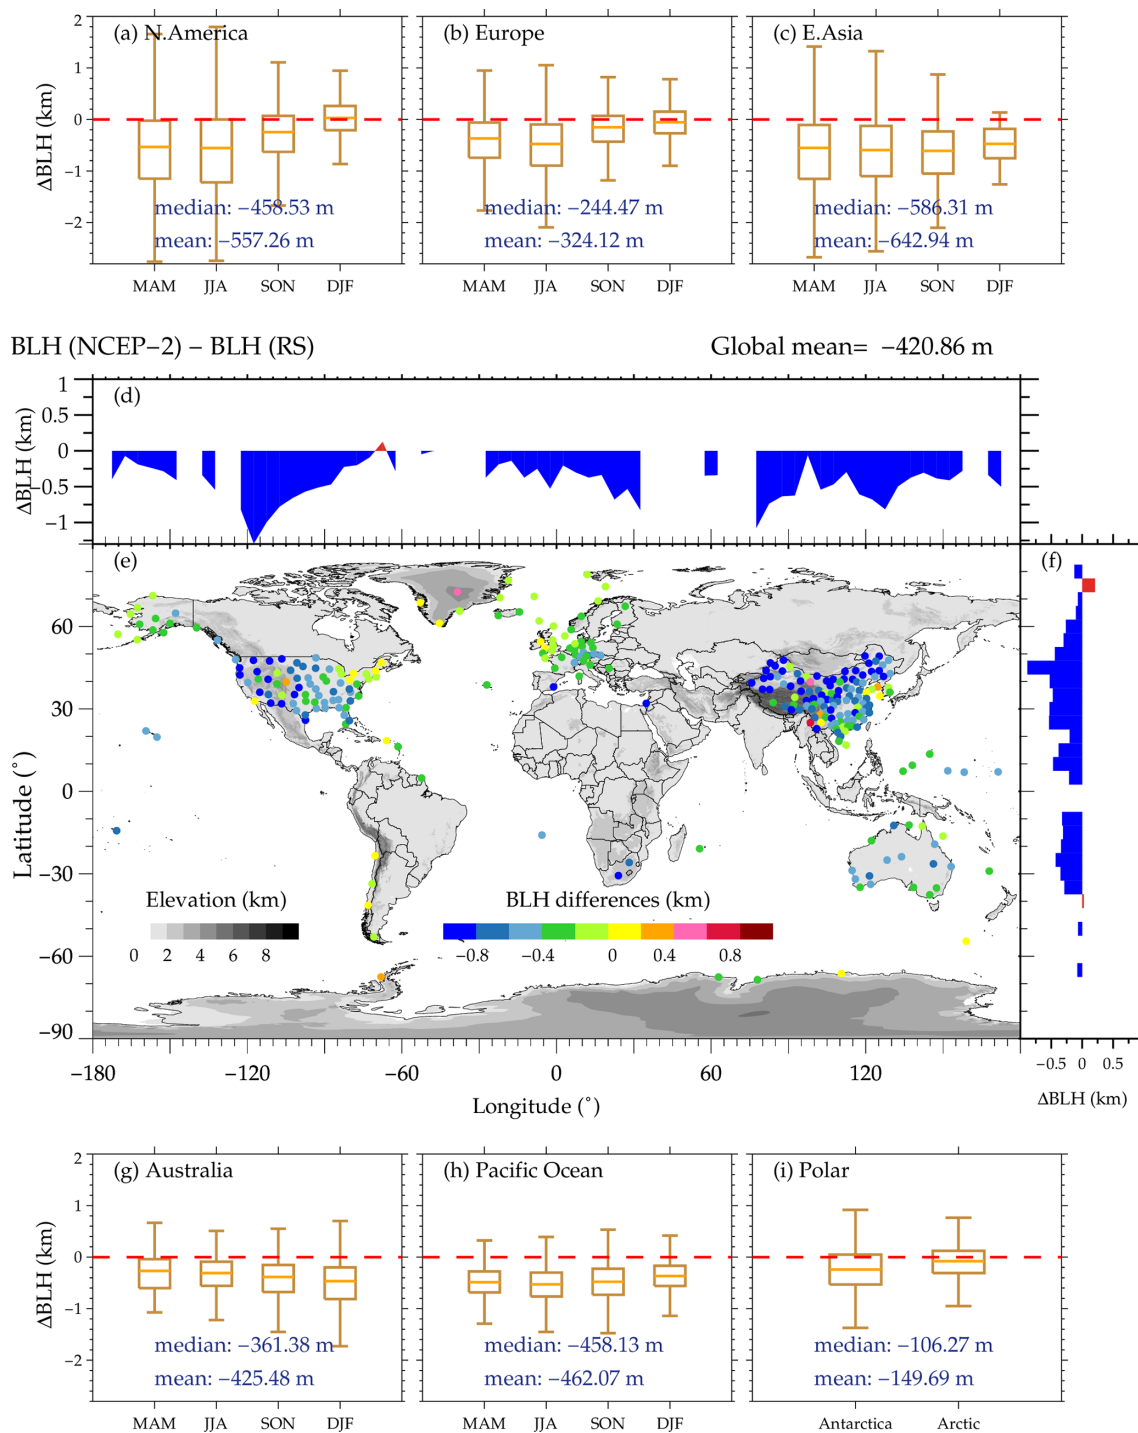 (a) N.America
(b) Europe
(c) E.Asia
2
1
0
−1
−2
ΔBLH (km)
median: −458.53 m
mean: −557.26 m
median: −244.47 m
mean: −324.12 m
median: −586.31 m
mean: −642.94 m
MAM JJA SON DJF
MAM JJA SON DJF
MAM JJA SON DJF
BLH (NCEP−2) − BLH (RS)
Global mean= −420.86 m
(d)
1
0.5
0
−0.5
−1
ΔBLH (km)
(e)
(f)
60
30
0
−30
−60
−90
Latitude (°)
Elevation (km)
0 2 4 6 8
BLH differences (km)
−0.8 −0.4 0 0.4 0.8
−180 −120 −60 0 60 120
Longitude (°)
−0.5 0 0.5
ΔBLH (km)
(g) Australia
(h) Pacific Ocean
(i) Polar
2
1
0
−1
−2
ΔBLH (km)
median: −361.38 m
mean: −425.48 m
median: −458.13 m
mean: −462.07 m
median: −106.27 m
mean: −149.69 m
MAM JJA SON DJF
MAM JJA SON DJF
Antarctica Arctic